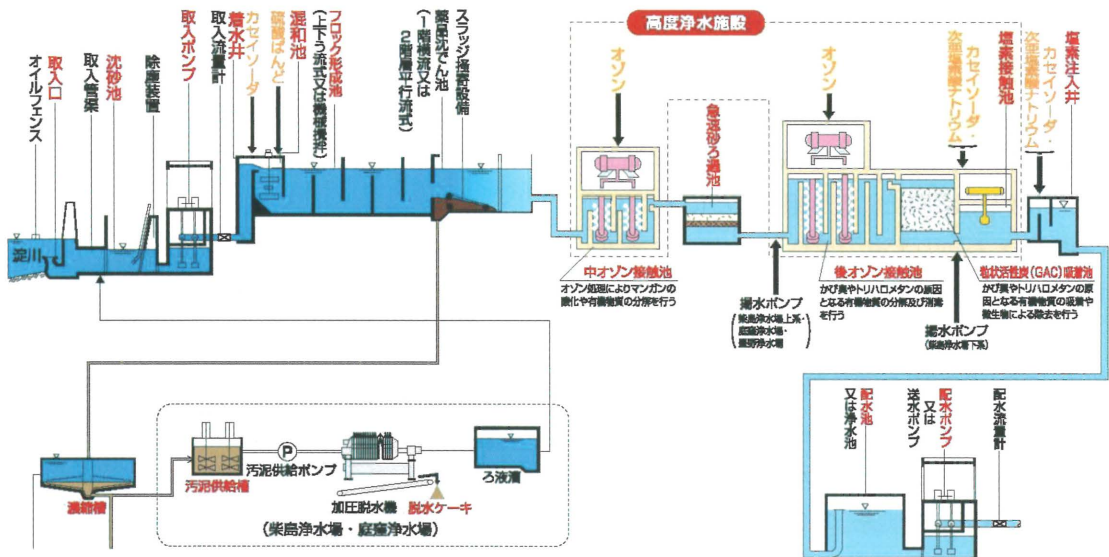 オイルフェンス
取入口
取入管渠
沈砂池
除塵装置
取入ポンプ
取入流量計
着水井
カセイソーダ
硫酸ばんど
混和池
フロック形成池
(上下う流式又は機械攪拌)
薬品沈でん池
(1階横流又は
2階層平行流式)
スラッジ掻寄設備
淀川
高度浄水施設
オゾン
中オゾン接触池
オゾン処理によりマンガンの
酸化や有機物質の分解を行う
急速砂ろ過池
オゾン
後オゾン接触池
かび臭やトリハロメタンの原因
となる有機物質の分解及び消毒
を行う
揚水ポンプ
(柴島浄水場上系・
庭窪浄水場・
豊野浄水場)
カセイソーダ・
次亜塩素酸ナトリウム
塩素接触池
粒状活性炭(GAC)吸着池
かび臭やトリハロメタンの原
因となる有機物質の吸着や
微生物による除去を行う
揚水ポンプ
(柴島浄水場下系)
カセイソーダ・
次亜塩素酸ナトリウム
塩素注入井
濃縮槽
汚泥供給槽
P
汚泥供給ポンプ
加圧脱水機
脱水ケーキ
ろ液溜
(柴島浄水場・庭窪浄水場)
配水池
又は浄水池
配水ポンプ
又は
送水ポンプ
配水流量計